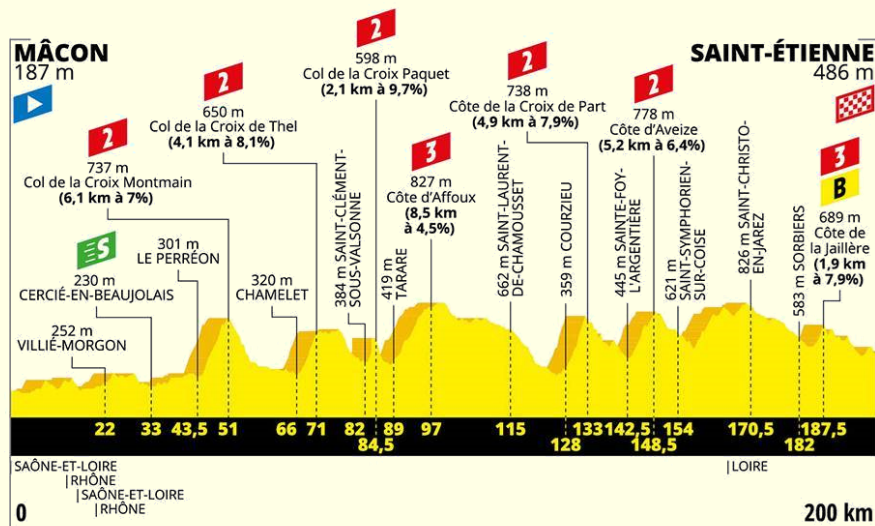 MÂCON
187 m
SAINT-ÉTIENNE
486 m
2
737 m
Col de la Croix Montmain
(6,1 km à 7%)
2
650 m
Col de la Croix de Thel
(4,1 km à 8,1%)
2
598 m
Col de la Croix Paquet
(2,1 km à 9,7%)
3
827 m
Côte d'Affoux
(8,5 km
à 4,5%)
2
738 m
Côte de la Croix de Part
(4,9 km à 7,9%)
2
778 m
Côte d'Aveize
(5,2 km à 6,4%)
3
B
689 m
Côte de
la Jaillère
(1,9 km
à 7,9%)
S
230 m
CERCIÉ-EN-BEAUJOLAIS
252 m
VILLIÉ-MORGON
301 m
LE PERRÉON
320 m
CHAMELET
384 m SAINT-CLÉMENT-
SOUS-VALSONNE
419 m
TARARE
662 m SAINT-LAURENT-
DE-CHAMOUSSET
359 m COURZIEU
445 m SAINTE-FOY-
L'ARGENTIÈRE
621 m
SAINT-SYMPHORIEN-
SUR-COISE
826 m SAINT-CHRISTO-
EN-JAREZ
583 m SORBIERS
22 33 43,5 51 66 71 82 84,5 89 97 115 128 133 142,5 148,5 154 170,5 182 187,5
SAÔNE-ET-LOIRE
RHÔNE
SAÔNE-ET-LOIRE
RHÔNE
LOIRE
0
200 km